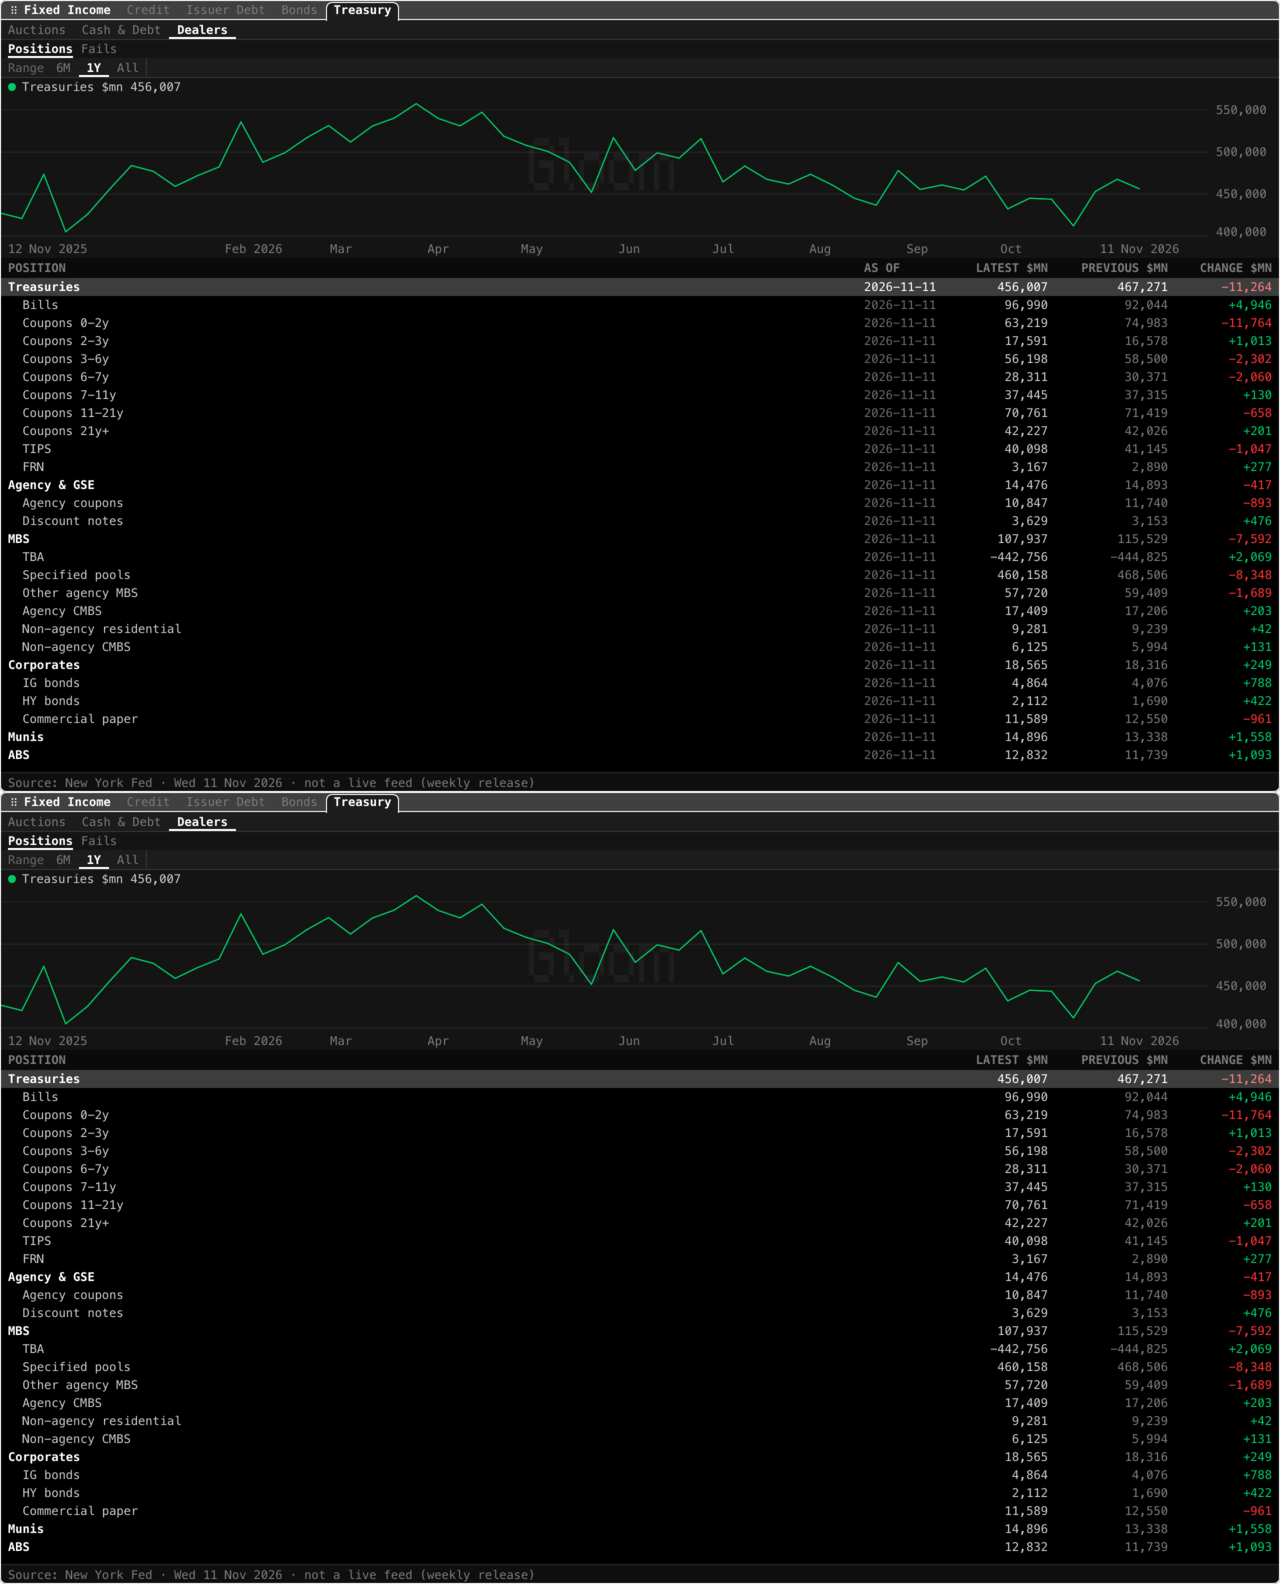 ⠿ Fixed Income Credit Issuer Debt Bonds Treasury
Auctions Cash & Debt Dealers
Positions Fails
Range 6M 1Y All
● Treasuries $mn 456,007
550,000
500,000
Gloom
450,000
400,000
12 Nov 2025 Feb 2026 Mar Apr May Jun Jul Aug Sep Oct 11 Nov 2026
POSITION AS OF LATEST $MN PREVIOUS $MN CHANGE $MN
Treasuries 2026-11-11 456,007 467,271 −11,264
Bills 2026-11-11 96,990 92,044 +4,946
Coupons 0−2y 2026-11-11 63,219 74,983 −11,764
Coupons 2−3y 2026-11-11 17,591 16,578 +1,013
Coupons 3−6y 2026-11-11 56,198 58,500 −2,302
Coupons 6−7y 2026-11-11 28,311 30,371 −2,060
Coupons 7−11y 2026-11-11 37,445 37,315 +130
Coupons 11−21y 2026-11-11 70,761 71,419 −658
Coupons 21y+ 2026-11-11 42,227 42,026 +201
TIPS 2026-11-11 40,098 41,145 −1,047
FRN 2026-11-11 3,167 2,890 +277
Agency & GSE 2026-11-11 14,476 14,893 −417
Agency coupons 2026-11-11 10,847 11,740 −893
Discount notes 2026-11-11 3,629 3,153 +476
MBS 2026-11-11 107,937 115,529 −7,592
TBA 2026-11-11 −442,756 −444,825 +2,069
Specified pools 2026-11-11 460,158 468,506 −8,348
Other agency MBS 2026-11-11 57,720 59,409 −1,689
Agency CMBS 2026-11-11 17,409 17,206 +203
Non-agency residential 2026-11-11 9,281 9,239 +42
Non-agency CMBS 2026-11-11 6,125 5,994 +131
Corporates 2026-11-11 18,565 18,316 +249
IG bonds 2026-11-11 4,864 4,076 +788
HY bonds 2026-11-11 2,112 1,690 +422
Commercial paper 2026-11-11 11,589 12,550 −961
Munis 2026-11-11 14,896 13,338 +1,558
ABS 2026-11-11 12,832 11,739 +1,093
Source: New York Fed · Wed 11 Nov 2026 · not a live feed (weekly release)
⠿ Fixed Income Credit Issuer Debt Bonds Treasury
Auctions Cash & Debt Dealers
Positions Fails
Range 6M 1Y All
● Treasuries $mn 456,007
550,000
500,000
Gloom
450,000
400,000
12 Nov 2025 Feb 2026 Mar Apr May Jun Jul Aug Sep Oct 11 Nov 2026
POSITION LATEST $MN PREVIOUS $MN CHANGE $MN
Treasuries 456,007 467,271 −11,264
Bills 96,990 92,044 +4,946
Coupons 0−2y 63,219 74,983 −11,764
Coupons 2−3y 17,591 16,578 +1,013
Coupons 3−6y 56,198 58,500 −2,302
Coupons 6−7y 28,311 30,371 −2,060
Coupons 7−11y 37,445 37,315 +130
Coupons 11−21y 70,761 71,419 −658
Coupons 21y+ 42,227 42,026 +201
TIPS 40,098 41,145 −1,047
FRN 3,167 2,890 +277
Agency & GSE 14,476 14,893 −417
Agency coupons 10,847 11,740 −893
Discount notes 3,629 3,153 +476
MBS 107,937 115,529 −7,592
TBA −442,756 −444,825 +2,069
Specified pools 460,158 468,506 −8,348
Other agency MBS 57,720 59,409 −1,689
Agency CMBS 17,409 17,206 +203
Non-agency residential 9,281 9,239 +42
Non-agency CMBS 6,125 5,994 +131
Corporates 18,565 18,316 +249
IG bonds 4,864 4,076 +788
HY bonds 2,112 1,690 +422
Commercial paper 11,589 12,550 −961
Munis 14,896 13,338 +1,558
ABS 12,832 11,739 +1,093
Source: New York Fed · Wed 11 Nov 2026 · not a live feed (weekly release)